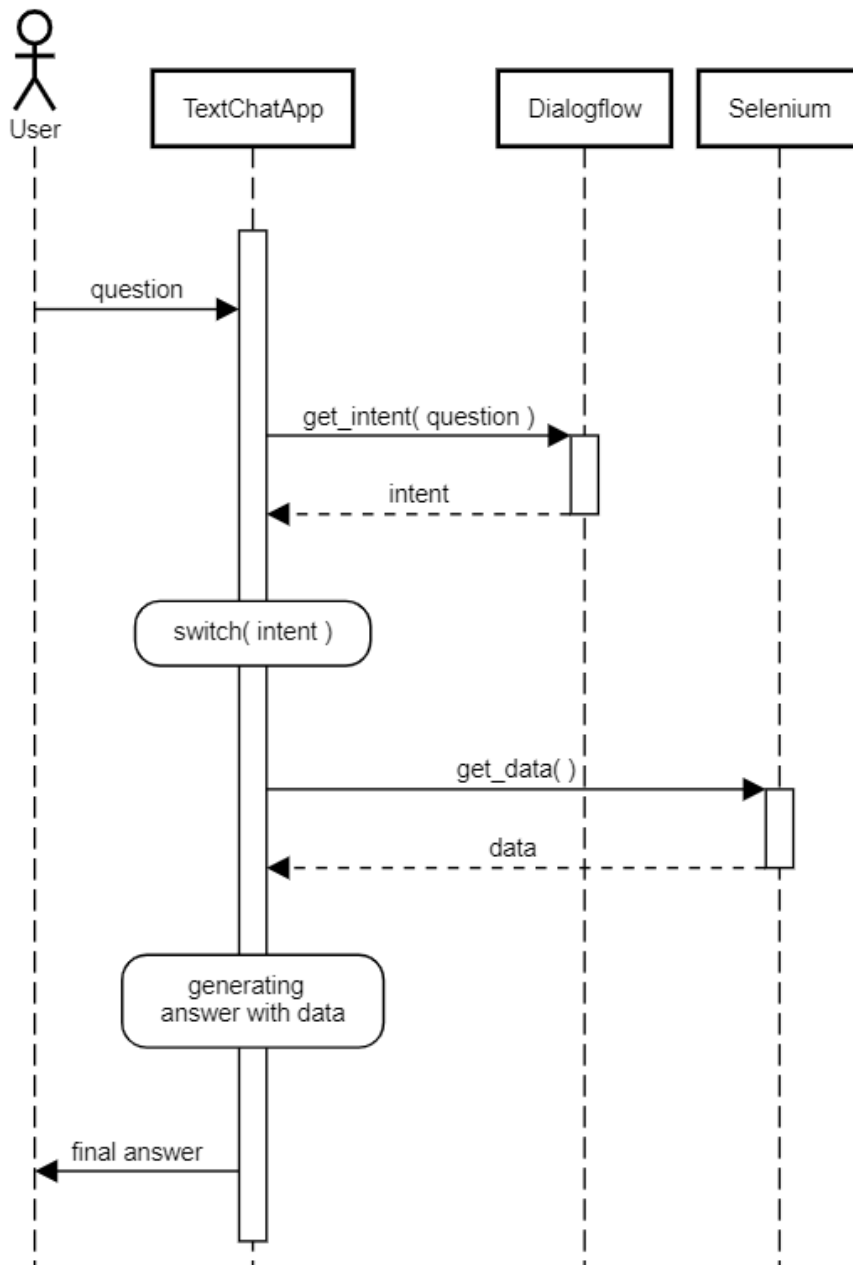 User
TextChatApp
Dialogflow
Selenium
question
get_intent( question )
intent
switch( intent )
get_data( )
data
generating
answer with data
final answer